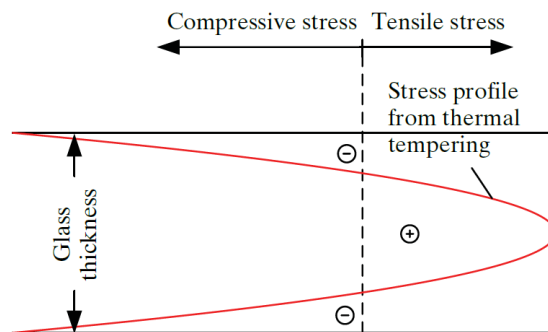 Compressive stress
Tensile stress
Stress profile
from thermal
tempering
Glass
thickness
−
+
−